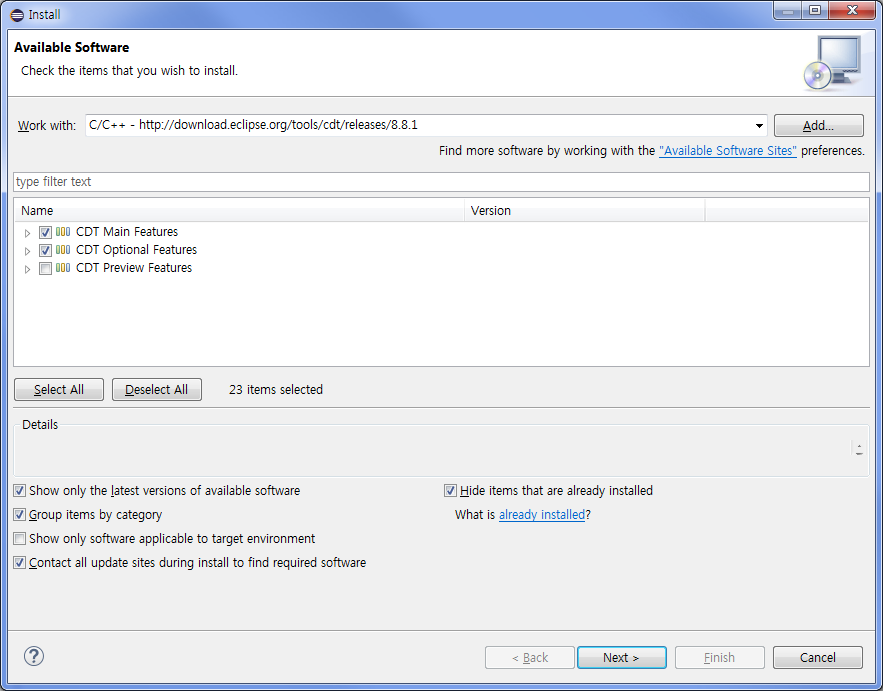 Install
Available Software
Check the items that you wish to install.
Work with: C/C++ - http://download.eclipse.org/tools/cdt/releases/8.8.1 Add...
Find more software by working with the "Available Software Sites" preferences.
type filter text
Name Version
CDT Main Features
CDT Optional Features
CDT Preview Features
Select All Deselect All 23 items selected
Details
Show only the latest versions of available software Hide items that are already installed
Group items by category What is already installed?
Show only software applicable to target environment
Contact all update sites during install to find required software
? < Back Next > Finish Cancel